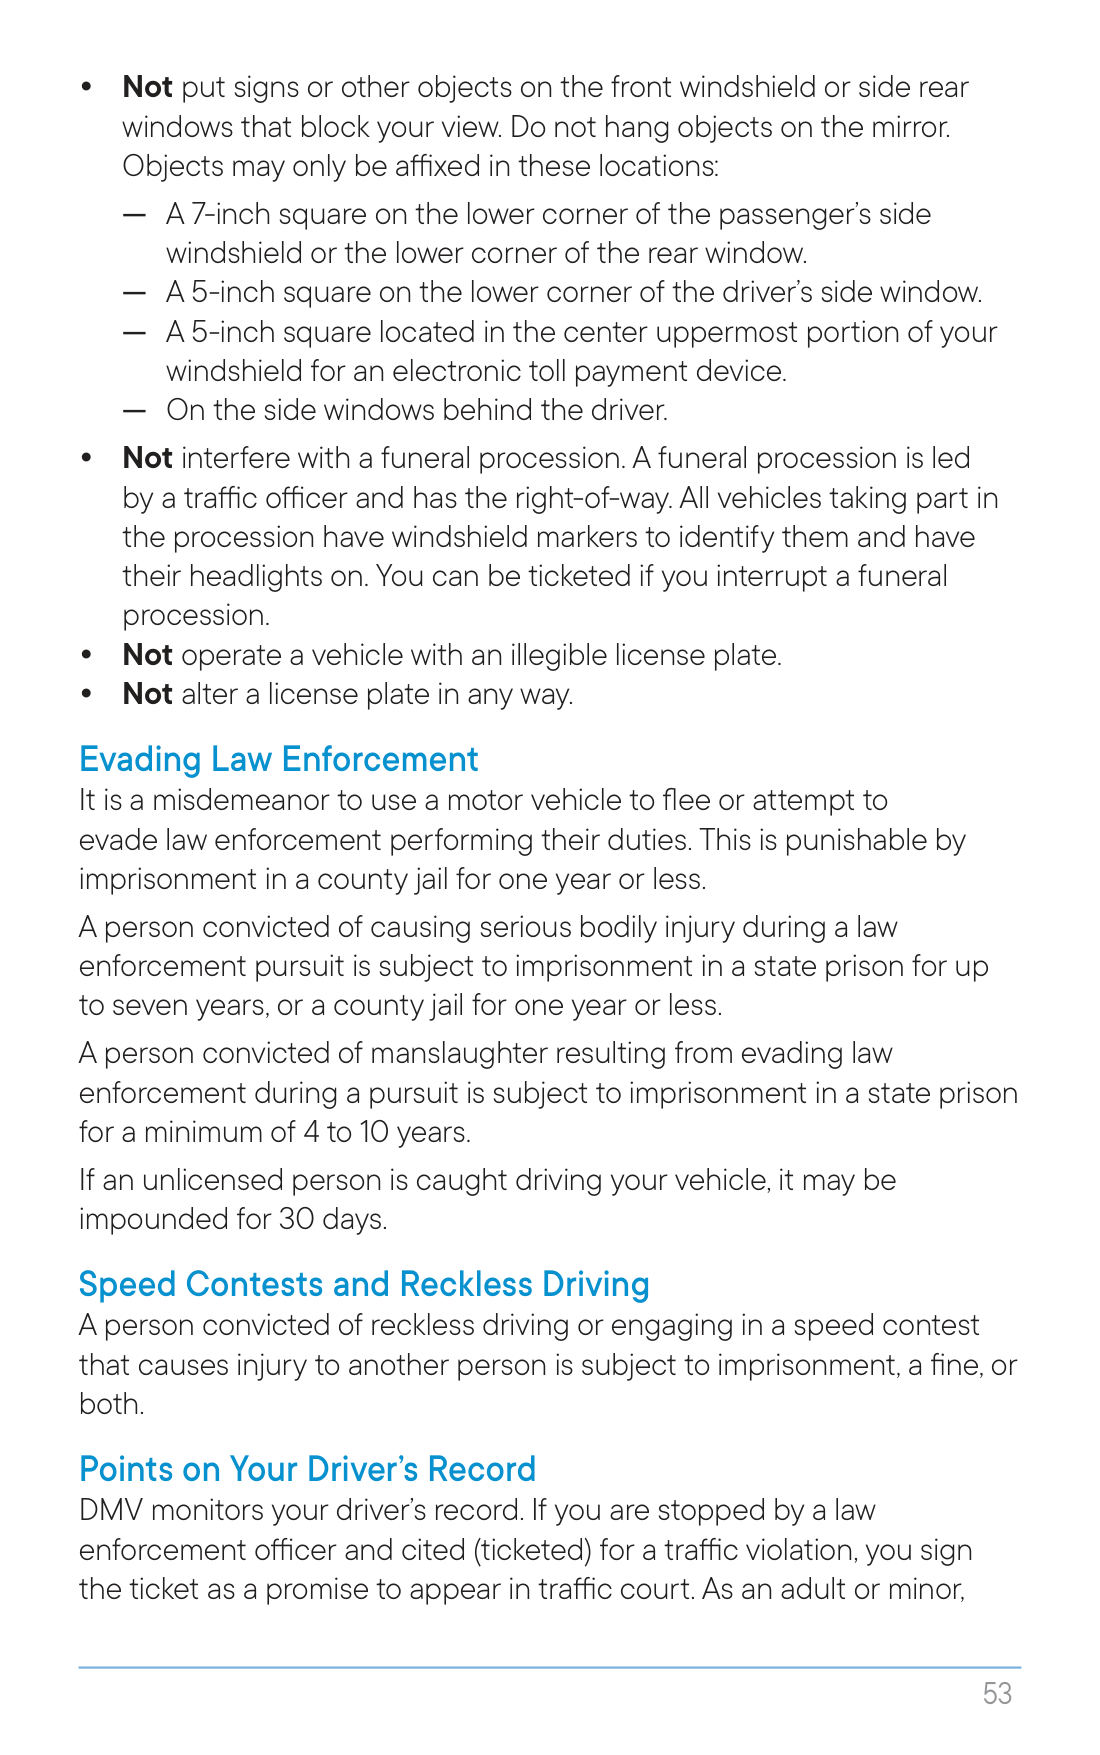 • Not put signs or other objects on the front windshield or side rear
windows that block your view. Do not hang objects on the mirror.
Objects may only be affixed in these locations:
— A 7-inch square on the lower corner of the passenger’s side
windshield or the lower corner of the rear window.
— A 5-inch square on the lower corner of the driver’s side window.
— A 5-inch square located in the center uppermost portion of your
windshield for an electronic toll payment device.
— On the side windows behind the driver.
• Not interfere with a funeral procession. A funeral procession is led
by a traffic officer and has the right-of-way. All vehicles taking part in
the procession have windshield markers to identify them and have
their headlights on. You can be ticketed if you interrupt a funeral
procession.
• Not operate a vehicle with an illegible license plate.
• Not alter a license plate in any way.
Evading Law Enforcement
It is a misdemeanor to use a motor vehicle to flee or attempt to
evade law enforcement performing their duties. This is punishable by
imprisonment in a county jail for one year or less.
A person convicted of causing serious bodily injury during a law
enforcement pursuit is subject to imprisonment in a state prison for up
to seven years, or a county jail for one year or less.
A person convicted of manslaughter resulting from evading law
enforcement during a pursuit is subject to imprisonment in a state prison
for a minimum of 4 to 10 years.
If an unlicensed person is caught driving your vehicle, it may be
impounded for 30 days.
Speed Contests and Reckless Driving
A person convicted of reckless driving or engaging in a speed contest
that causes injury to another person is subject to imprisonment, a fine, or
both.
Points on Your Driver’s Record
DMV monitors your driver’s record. If you are stopped by a law
enforcement officer and cited (ticketed) for a traffic violation, you sign
the ticket as a promise to appear in traffic court. As an adult or minor,
53